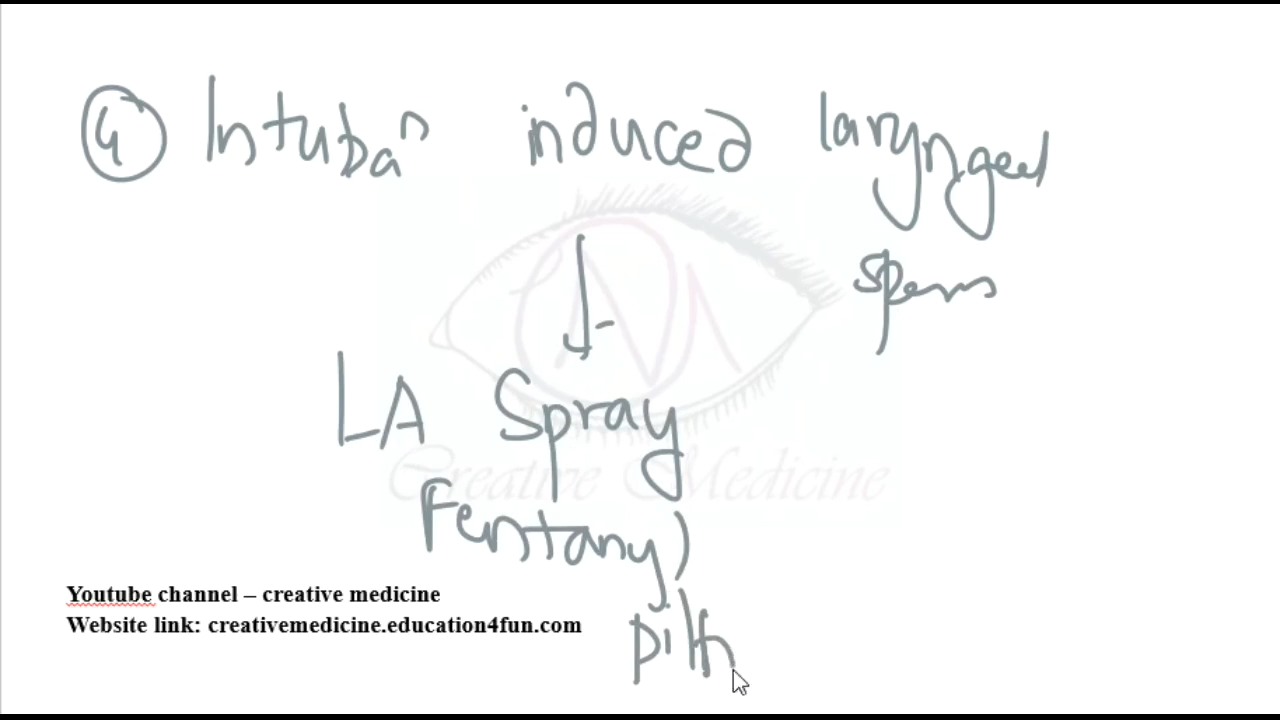 ④ Intubaⁿ induced laryngeal
spasm
LA Spray
Creative Medicine
Fentanyl
Youtube channel – creative medicine
Website link: creativemedicine.education4fun.com